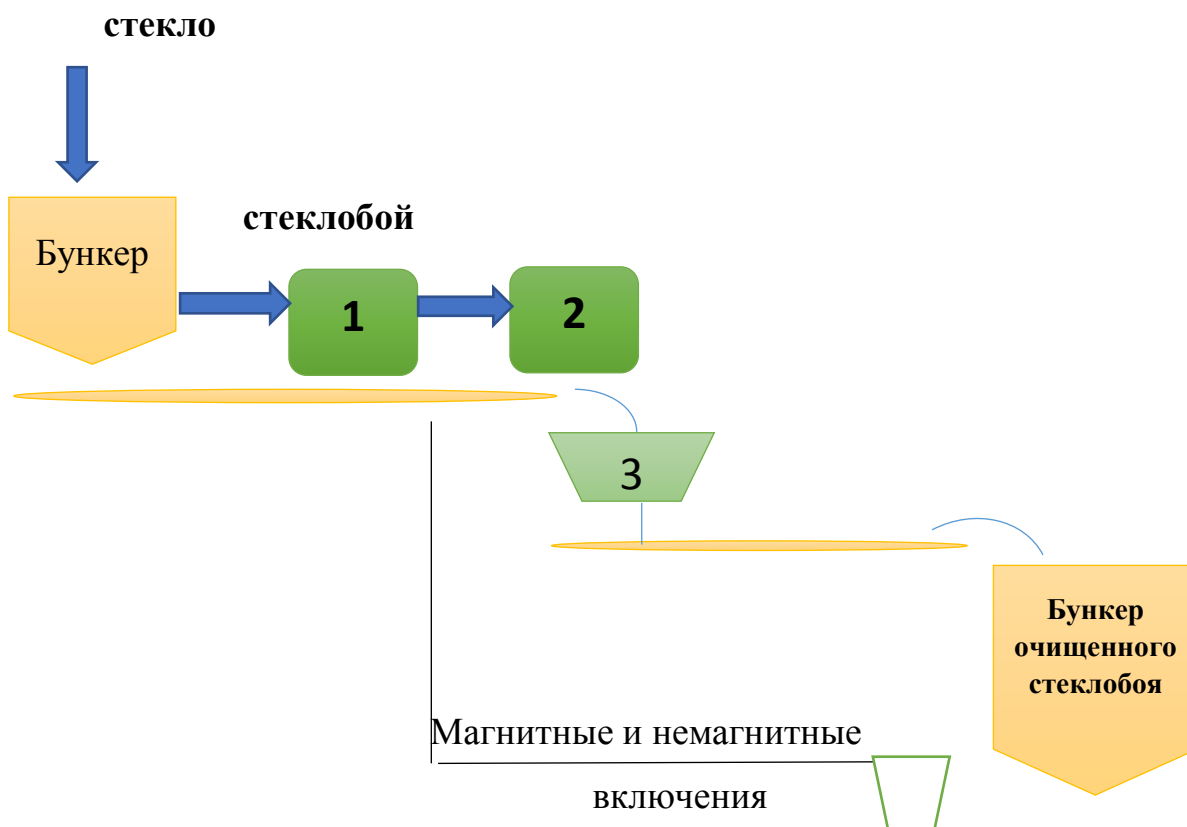 стекло
стеклобой
Бункер
1
2
3
Бункер
очищенного
стеклобоя
Магнитные и немагнитные
включения